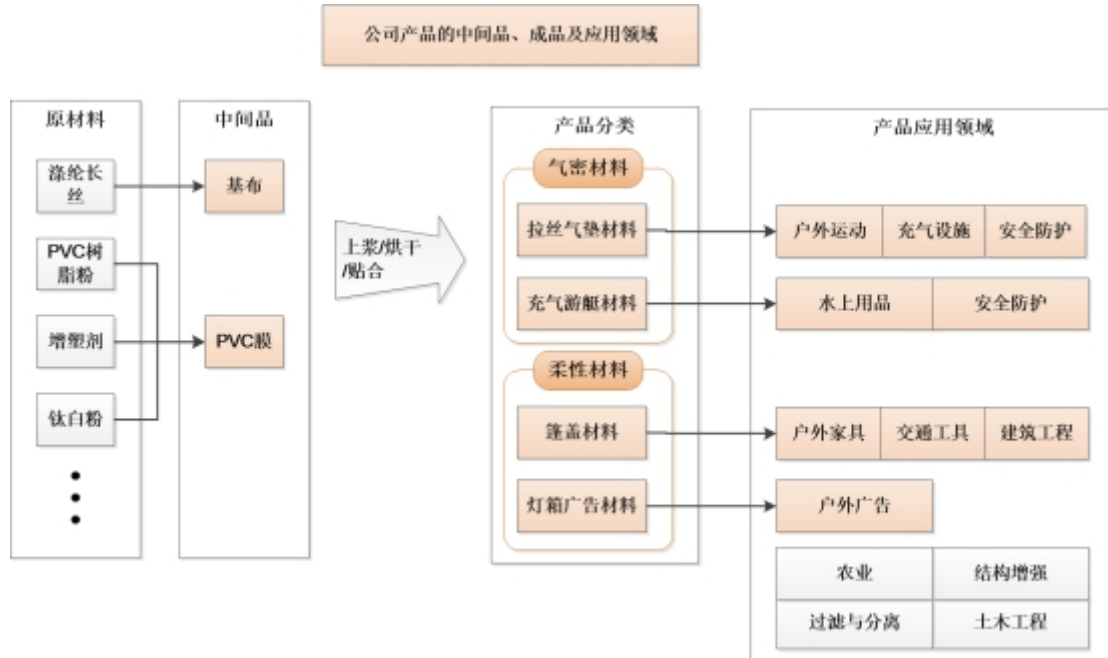 公司产品的中间品、成品及应用领域
原材料
涤纶长
丝
PVC树
脂粉
增塑剂
钛白粉
中间品
基布
PVC膜
上浆/烘干
/贴合
产品分类
气密材料
拉丝气垫材料
充气游艇材料
柔性材料
篷盖材料
灯箱广告材料
产品应用领域
户外运动 充气设施 安全防护
水上用品 安全防护
户外家具 交通工具 建筑工程
户外广告
农业 结构增强
过滤与分离 土木工程